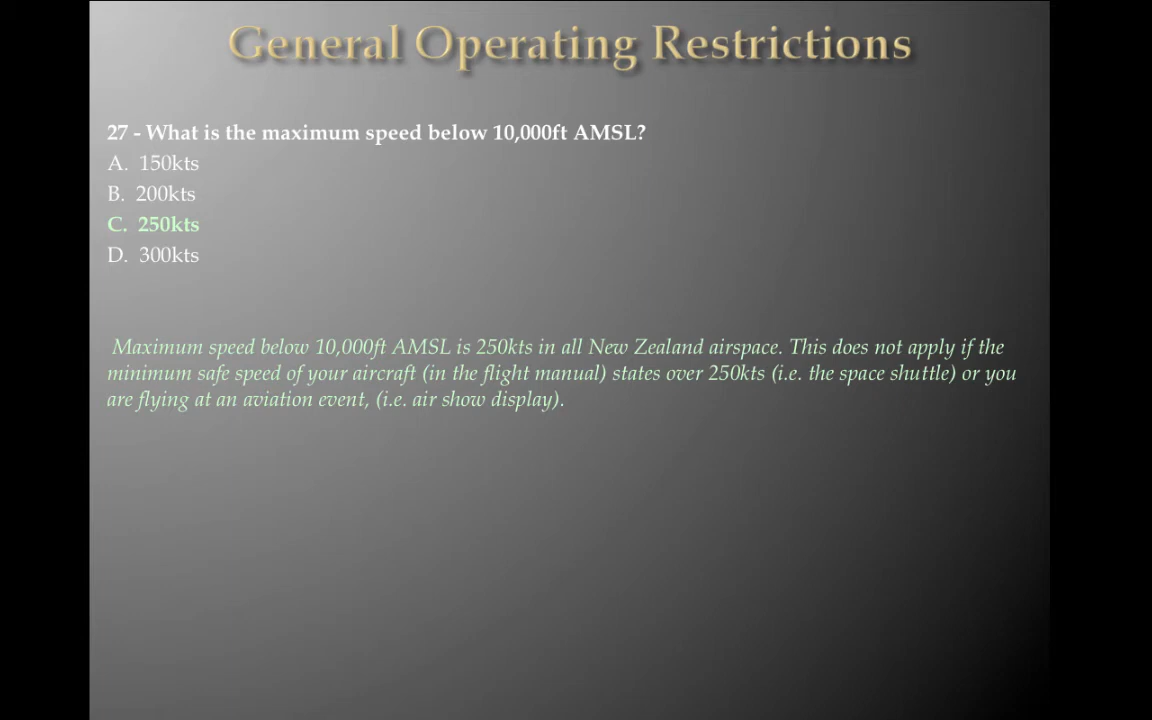 General Operating Restrictions
27 - What is the maximum speed below 10,000ft AMSL?
A. 150kts
B. 200kts
C. 250kts
D. 300kts
Maximum speed below 10,000ft AMSL is 250kts in all New Zealand airspace. This does not apply if the
minimum safe speed of your aircraft (in the flight manual) states over 250kts (i.e. the space shuttle) or you
are flying at an aviation event, (i.e. air show display).